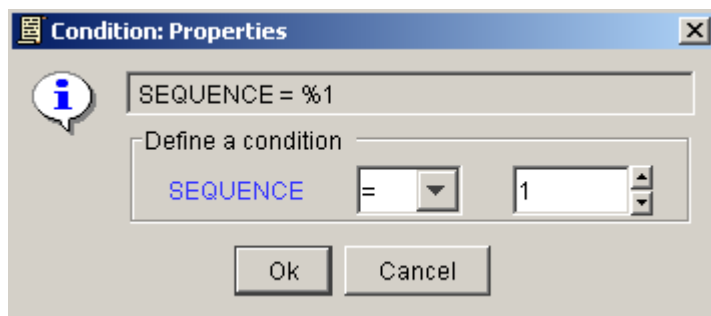 Condition: Properties
SEQUENCE = %1
Define a condition
SEQUENCE = 1
Ok Cancel